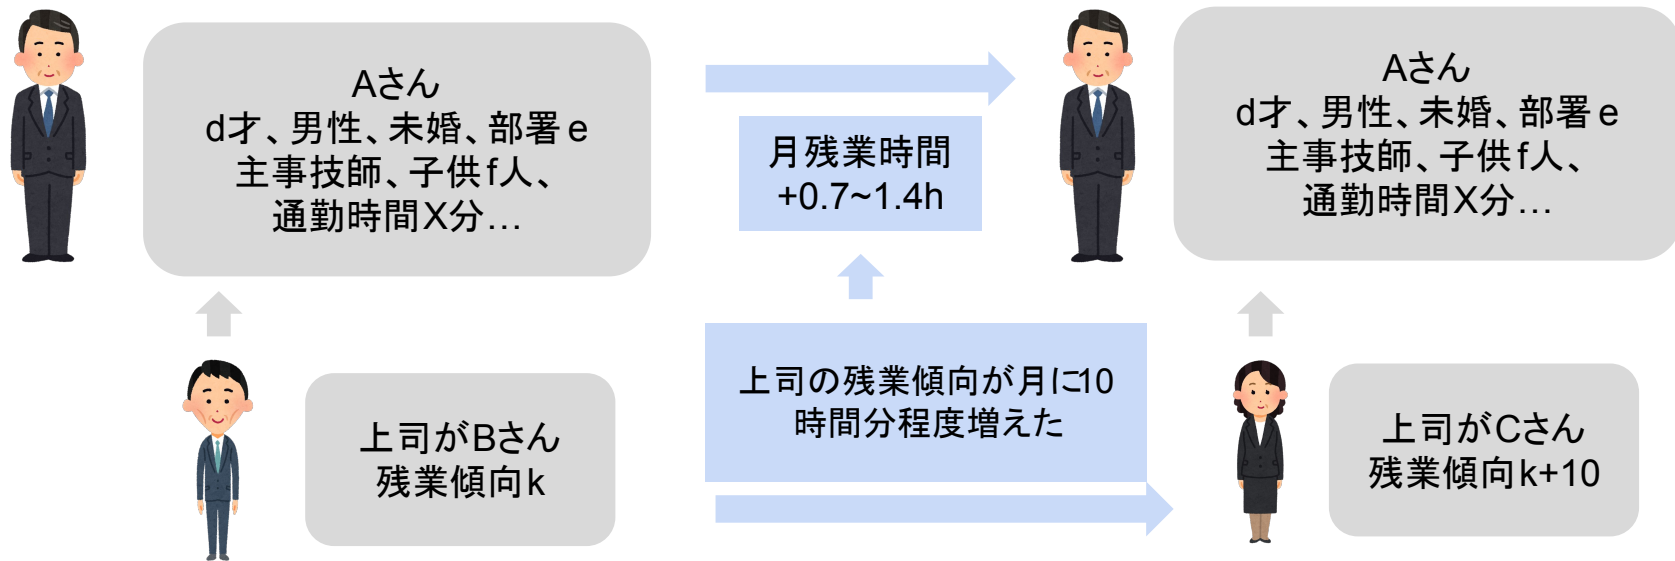 Aさん
d才、男性、未婚、部署e
主事技師、子供f人、
通勤時間X分…
月残業時間
+0.7~1.4h
Aさん
d才、男性、未婚、部署e
主事技師、子供f人、
通勤時間X分…
上司がBさん
残業傾向k
上司の残業傾向が月に10
時間分程度増えた
上司がCさん
残業傾向k+10